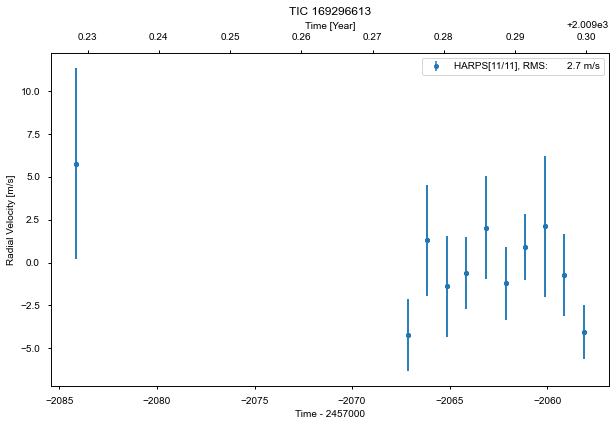 TIC 169296613
Time [Year]
+2.009e3
0.23 0.24 0.25 0.26 0.27 0.28 0.29 0.30
HARPS[11/11], RMS: 2.7 m/s
10.0
7.5
5.0
2.5
0.0
−2.5
−5.0
Radial Velocity [m/s]
−2085 −2080 −2075 −2070 −2065 −2060
Time - 2457000